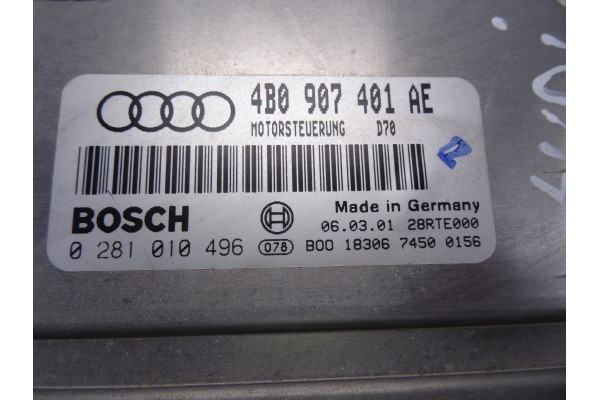 4B0 907 401 AE
MOTORSTEUERUNG D70
BOSCH
Made in Germany
06.03.01 28RTE000
0 281 010 496 078 B00 18306 7450 0156